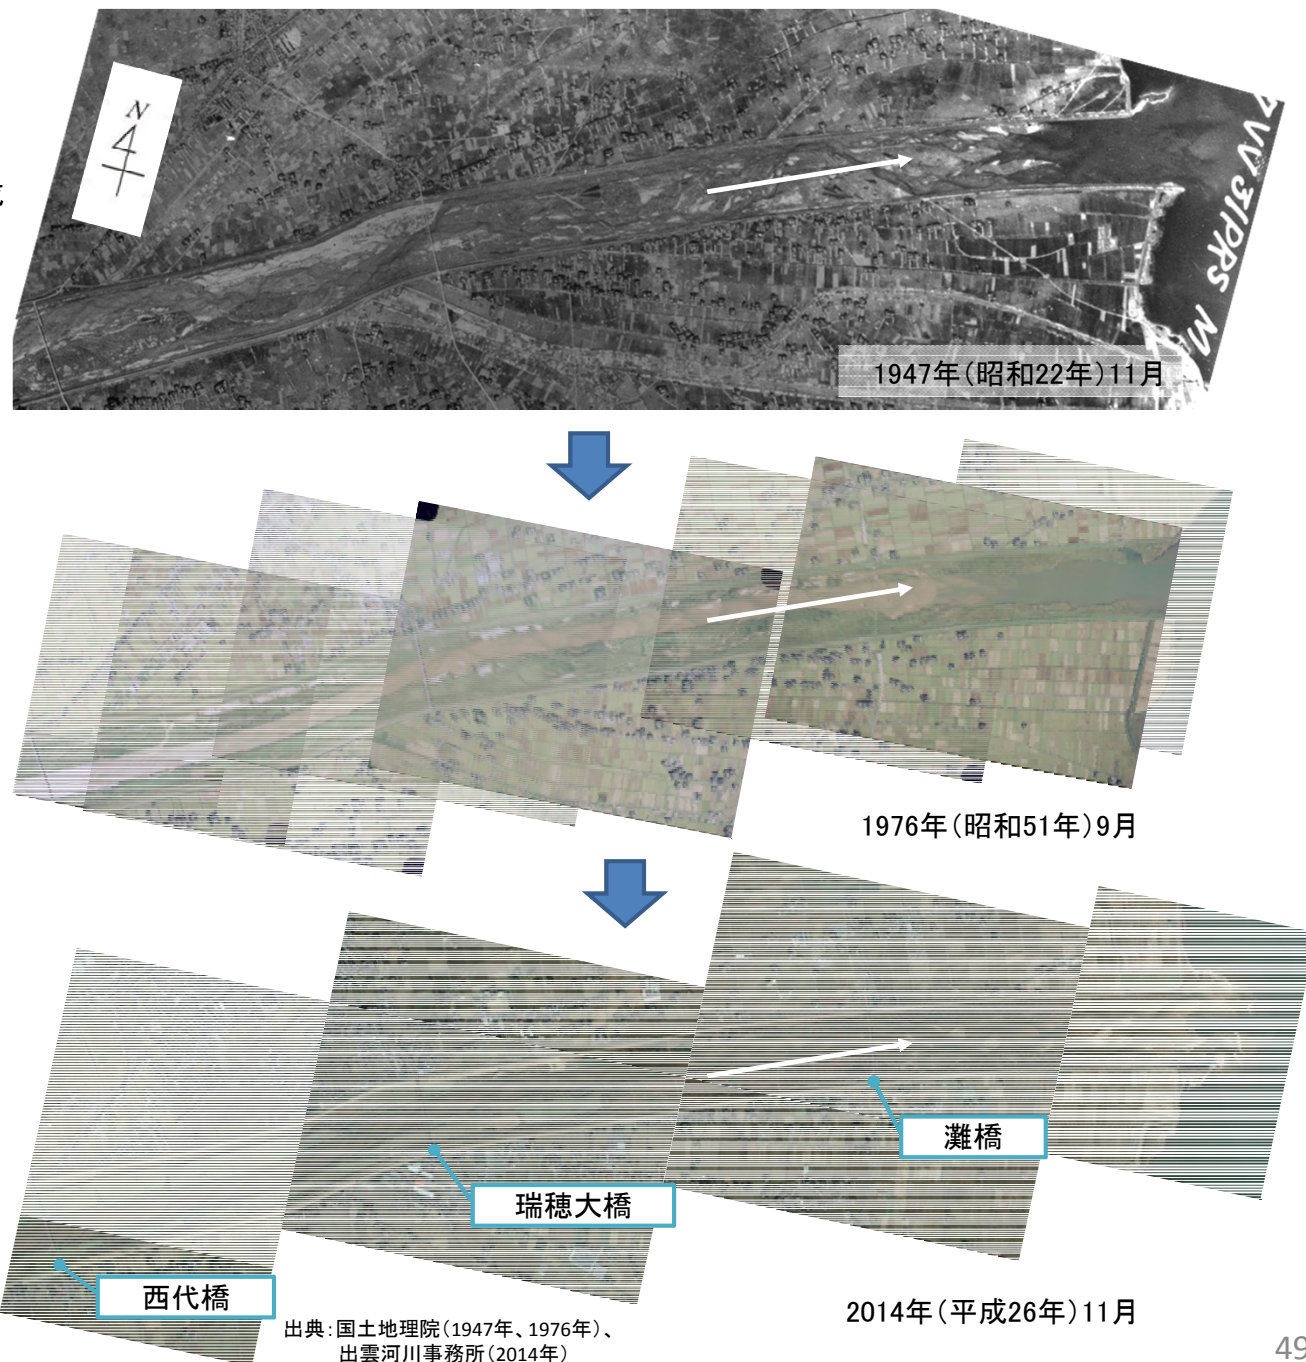 N
7VV 31PRS M
1947年(昭和22年)11月
1976年(昭和51年)9月
灘橋
瑞穂大橋
西代橋
2014年(平成26年)11月
出典:国土地理院(1947年、1976年)、
出雲河川事務所(2014年)
49